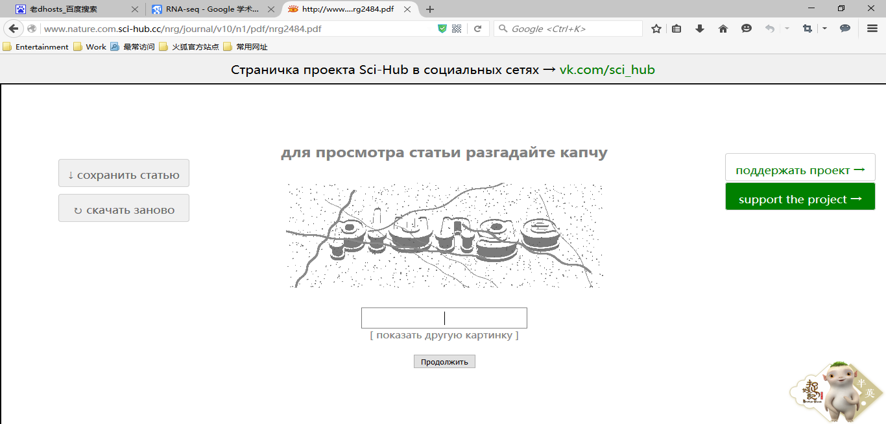 老dhosts_百度搜索
RNA-seq - Google 学术...
http://www....rg2484.pdf
www.nature.com.sci-hub.cc/nrg/journal/v10/n1/pdf/nrg2484.pdf
Google <Ctrl+K>
Entertainment Work 最常访问 火狐官方站点 常用网址
Страничка проекта Sci-Hub в социальных сетях → vk.com/sci_hub
для просмотра статьи разгадайте капчу
↓ сохранить статью
↻ скачать заново
поддержать проект →
support the project →
[ показать другую картинку ]
Продолжить
半
英